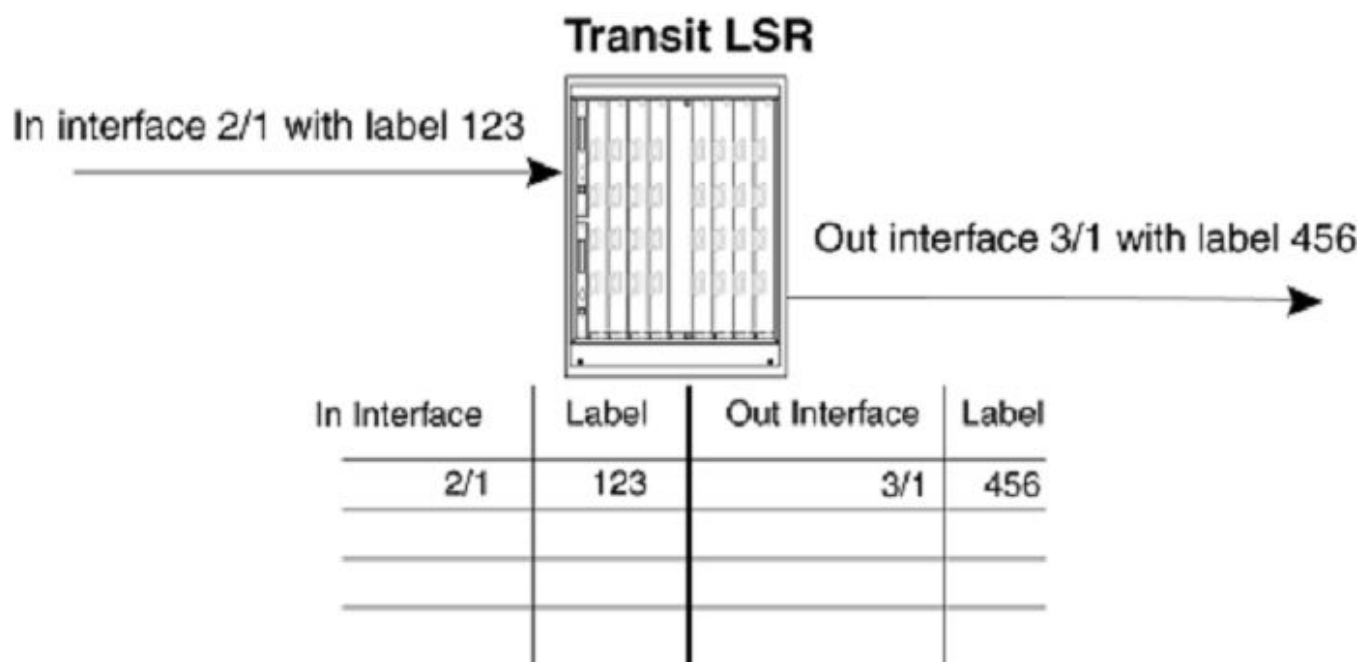 Transit LSR
In interface 2/1 with label 123
Out interface 3/1 with label 456
In Interface Label Out Interface Label
2/1 123 3/1 456